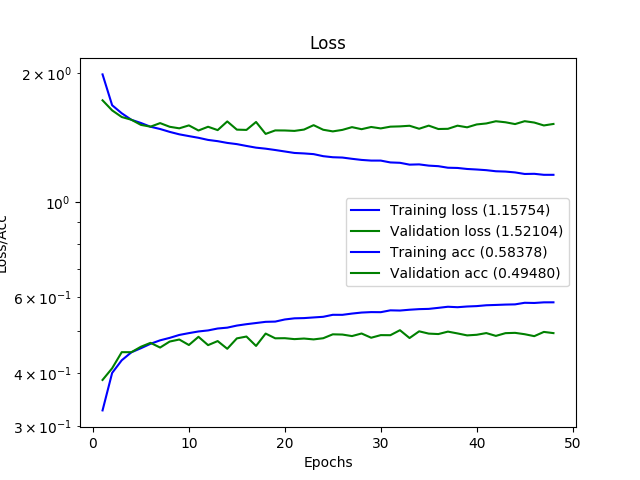 Loss
2 × 10⁰
10⁰
6 × 10⁻¹
4 × 10⁻¹
3 × 10⁻¹
Loss/Acc
Training loss (1.15754)
Validation loss (1.52104)
Training acc (0.58378)
Validation acc (0.49480)
0 10 20 30 40 50
Epochs